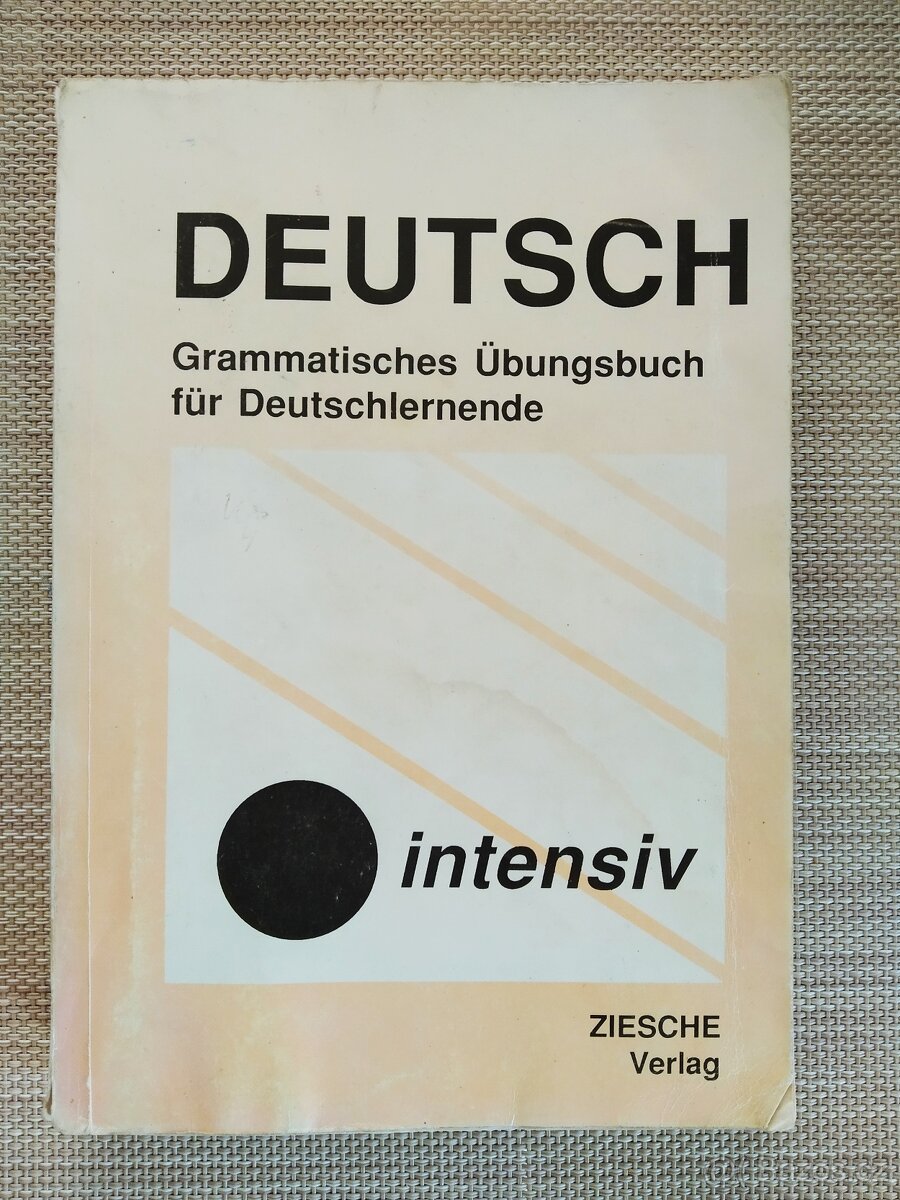 DEUTSCH
Grammatisches Übungsbuch
für Deutschlernende
intensiv
ZIESCHE
Verlag